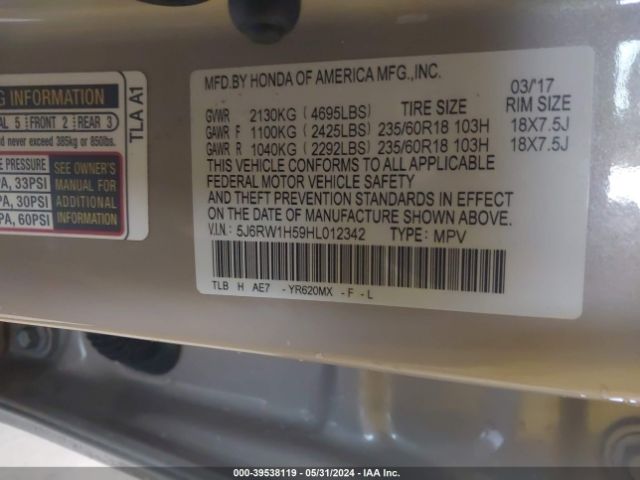 G INFORMATION
AL 5 FRONT 2 REAR 3
ld never exceed 385kg or 850lbs.
E PRESSURE
PA, 33PSI
PA, 30PSI
PA, 60PSI
SEE OWNER'S
MANUAL FOR
ADDITIONAL
INFORMATION
TLA A1
MFD.BY HONDA OF AMERICA MFG.,INC.
03/'17
GVWR 2130KG (4695LBS) TIRE SIZE RIM SIZE
GAWR F 1100KG (2425LBS) 235/60R18 103H 18X7.5J
GAWR R 1040KG (2292LBS) 235/60R18 103H 18X7.5J
THIS VEHICLE CONFORMS TO ALL APPLICABLE
FEDERAL MOTOR VEHICLE SAFETY
AND THEFT PREVENTION STANDARDS IN EFFECT
ON THE DATE OF MANUFACTURE SHOWN ABOVE.
V.I.N.: 5J6RW1H59HL012342 TYPE: MPV
TLB H AE7 - YR620MX - F - L
000-39538119 - 05/31/2024 - IAA Inc.